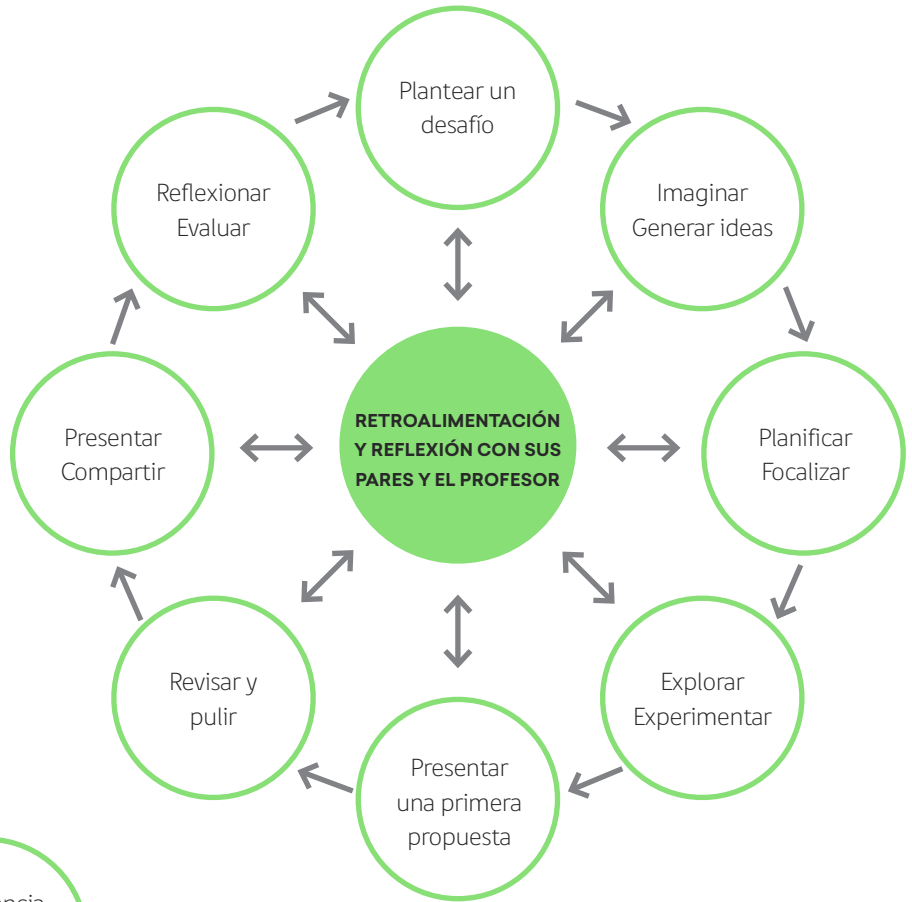 Plantear un
desafío
Imaginar
Generar ideas
Planificar
Focalizar
Explorar
Experimentar
Presentar
una primera
propuesta
Revisar y
pulir
Presentar
Compartir
Reflexionar
Evaluar
RETROALIMENTACIÓN
Y REFLEXIÓN CON SUS
PARES Y EL PROFESOR